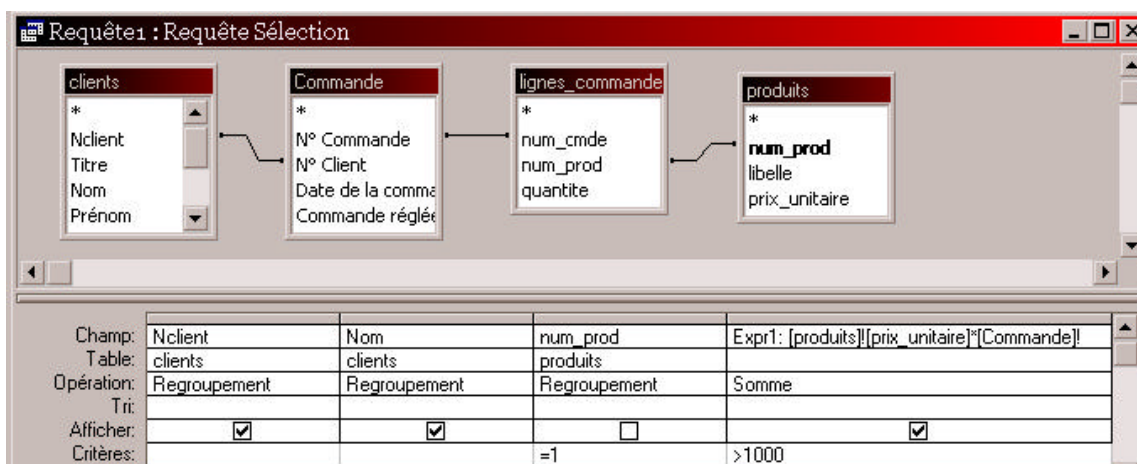 Requête1 : Requête Sélection
clients
*
Nclient
Titre
Nom
Prénom
Commande
*
N° Commande
N° Client
Date de la comma
Commande réglée
lignes_commande
*
num_cmde
num_prod
quantite
produits
*
num_prod
libelle
prix_unitaire
Champ: Nclient Nom num_prod Expr1: [produits]![prix_unitaire]*[Commande]!
Table: clients clients produits
Opération: Regroupement Regroupement Regroupement Somme
Tri:
Afficher:
Critères: =1 >1000